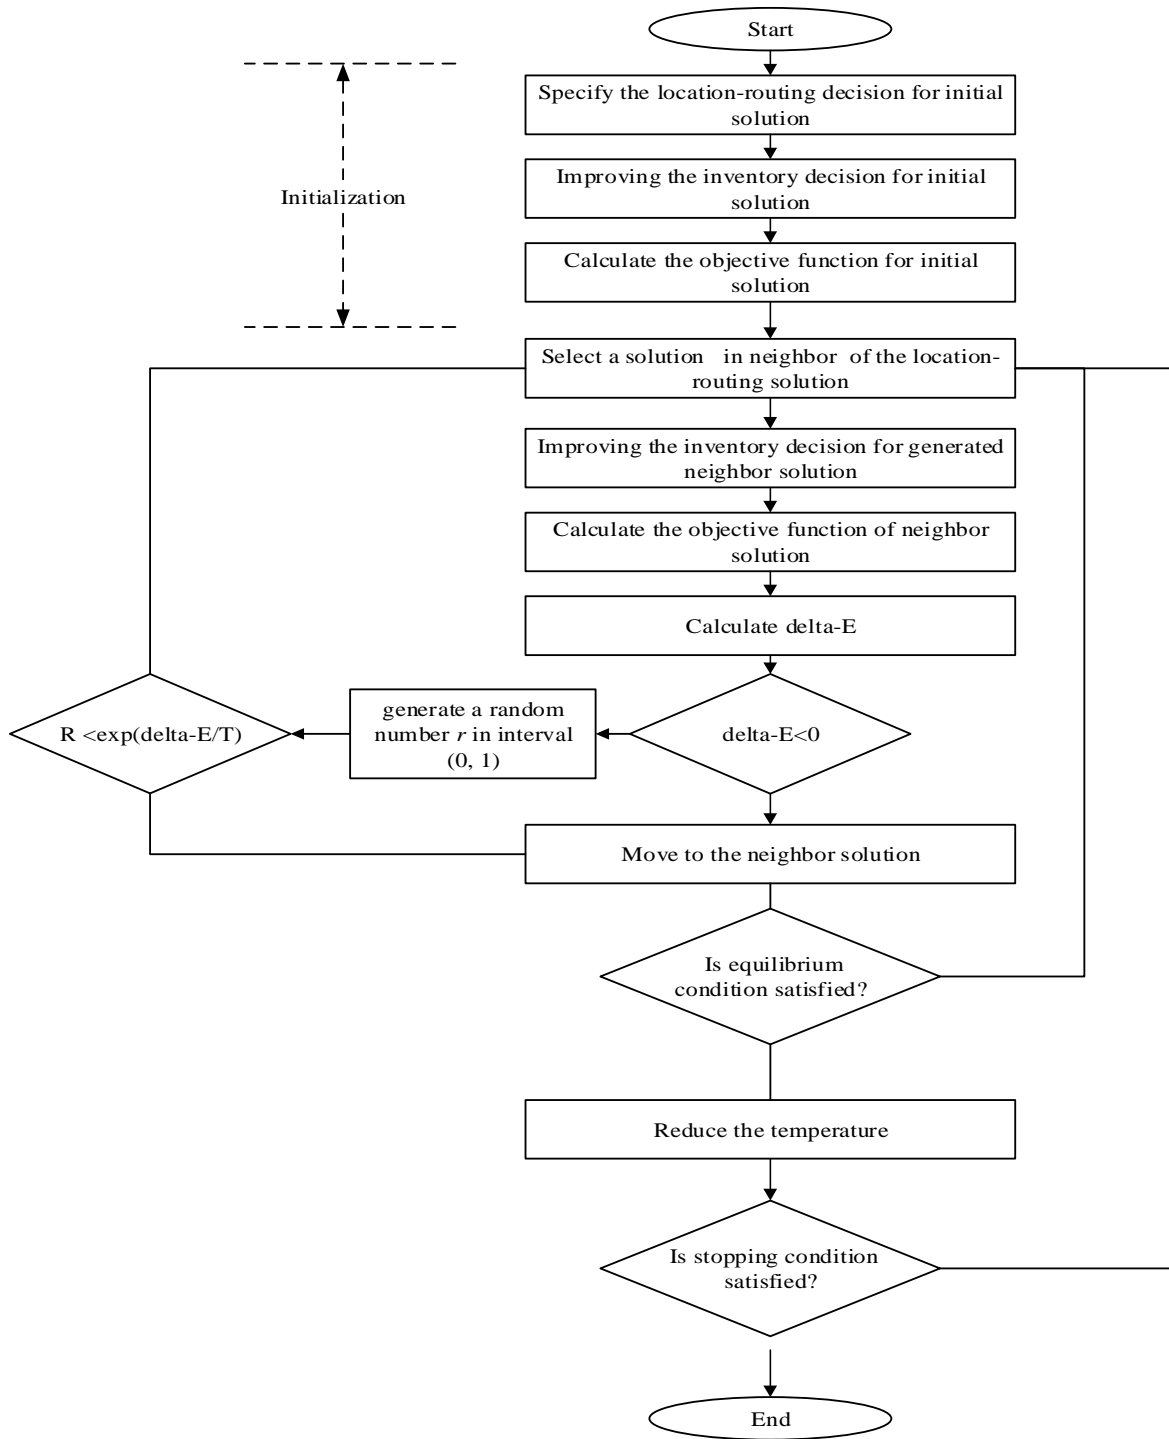 Start
Specify the location-routing decision for initial
solution
Initialization
Improving the inventory decision for initial
solution
Calculate the objective function for initial
solution
Select a solution in neighbor of the location-
routing solution
Improving the inventory decision for generated
neighbor solution
Calculate the objective function of neighbor
solution
Calculate delta-E
delta-E<0
generate a random
number r in interval
(0, 1)
R <exp(delta-E/T)
Move to the neighbor solution
Is equilibrium
condition satisfied?
Reduce the temperature
Is stopping condition
satisfied?
End